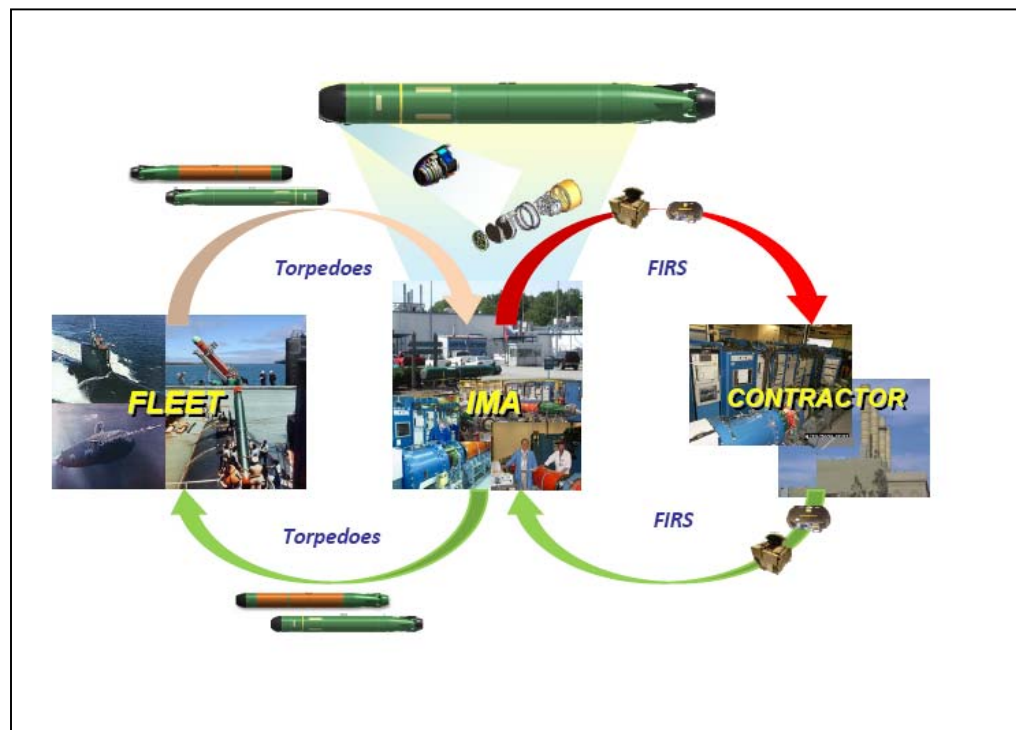 Torpedoes
FIRS
FLEET
IMA
CONTRACTOR
Torpedoes
FIRS